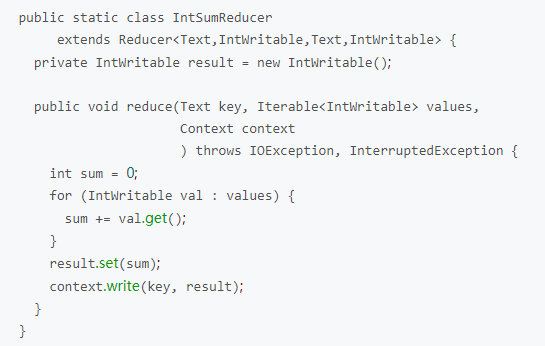 public static class IntSumReducer
extends Reducer<Text,IntWritable,Text,IntWritable> {
private IntWritable result = new IntWritable();
public void reduce(Text key, Iterable<IntWritable> values,
Context context
) throws IOException, InterruptedException {
int sum = 0;
for (IntWritable val : values) {
sum += val.get();
}
result.set(sum);
context.write(key, result);
}
}